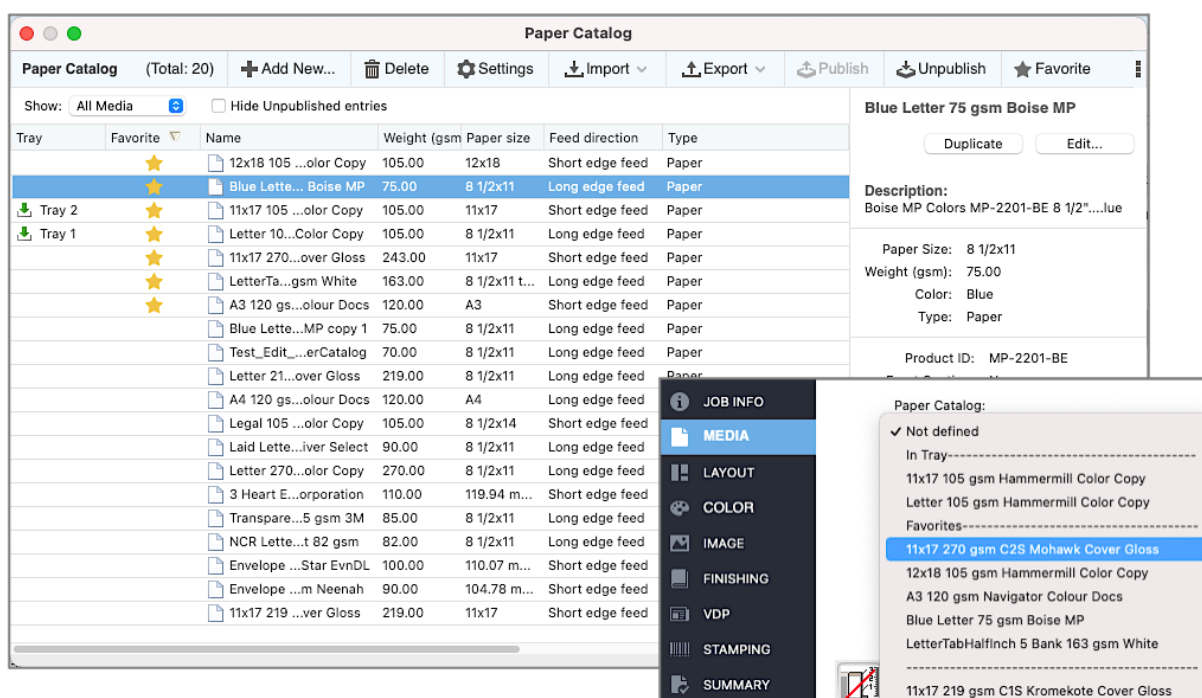 Paper Catalog
Paper Catalog (Total: 20) Add New... Delete Settings Import Export Publish Unpublish Favorite
Show: All Media Hide Unpublished entries
Tray Favorite Name Weight (gsm Paper size Feed direction Type
12x18 105 ...olor Copy 105.00 12x18 Short edge feed Paper
Blue Lette... Boise MP 75.00 8 1/2x11 Long edge feed Paper
Tray 2 11x17 105 ...olor Copy 105.00 11x17 Short edge feed Paper
Tray 1 Letter 10...Color Copy 105.00 8 1/2x11 Long edge feed Paper
11x17 270...over Gloss 243.00 11x17 Short edge feed Paper
LetterTa...gsm White 163.00 8 1/2x11 t... Long edge feed Paper
A3 120 gs...olour Docs 120.00 A3 Short edge feed Paper
Blue Lette...MP copy 1 75.00 8 1/2x11 Long edge feed Paper
Test_Edit_...erCatalog 70.00 8 1/2x11 Long edge feed Paper
Letter 21...over Gloss 219.00 8 1/2x11 Long edge feed Paper
A4 120 gs...olour Docs 120.00 A4 Long edge feed
Legal 105 ...olor Copy 105.00 8 1/2x14 Short edge feed
Laid Lette...iver Select 90.00 8 1/2x11 Long edge feed
Letter 270...olor Copy 270.00 8 1/2x11 Long edge feed
3 Heart E...orporation 110.00 119.94 m... Short edge feed
Transpare...5 gsm 3M 85.00 8 1/2x11 Long edge feed
NCR Lette...t 82 gsm 82.00 8 1/2x11 Long edge feed
Envelope ...Star EvnDL 100.00 110.07 m... Short edge feed
Envelope ...m Neenah 90.00 104.78 m... Short edge feed
11x17 219 ...ver Gloss 219.00 11x17 Short edge feed
Blue Letter 75 gsm Boise MP
Duplicate Edit...
Description:
Boise MP Colors MP-2201-BE 8 1/2"....lue
Paper Size: 8 1/2x11
Weight (gsm): 75.00
Color: Blue
Type: Paper
Product ID: MP-2201-BE
JOB INFO
MEDIA
LAYOUT
COLOR
IMAGE
FINISHING
VDP
STAMPING
SUMMARY
Paper Catalog:
Not defined
In Tray----------------------------------------
11x17 105 gsm Hammermill Color Copy
Letter 105 gsm Hammermill Color Copy
Favorites--------------------------------------
11x17 270 gsm C2S Mohawk Cover Gloss
12x18 105 gsm Hammermill Color Copy
A3 120 gsm Navigator Colour Docs
Blue Letter 75 gsm Boise MP
LetterTabHalfInch 5 Bank 163 gsm White
-----------------------------------------------
11x17 219 gsm C1S Kromekote Cover Gloss